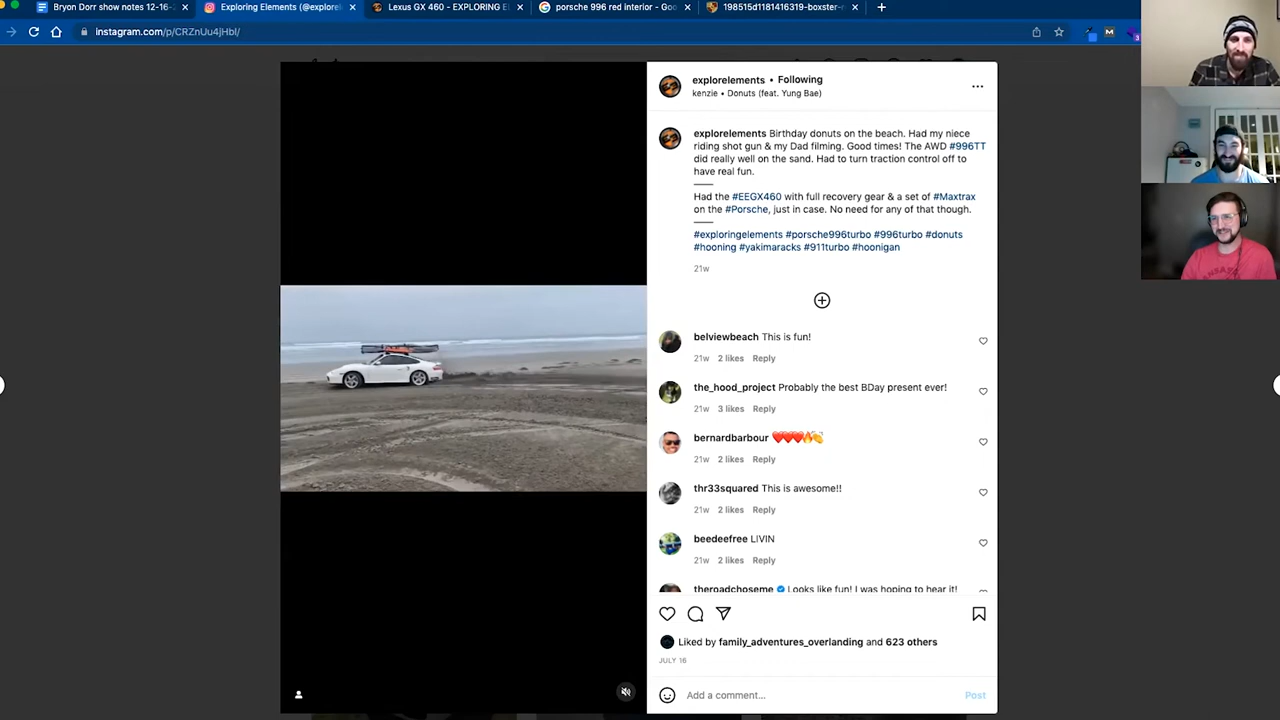 Bryon Dorr show notes 12-16-2
Exploring Elements (@explorel
Lexus GX 460 - EXPLORING El
porsche 996 red interior - Goo
198515d1181416319-boxster-r
instagram.com/p/CRZnUu4jHbl/
explorelements • Following
kenzie • Donuts (feat. Yung Bae)
explorelements Birthday donuts on the beach. Had my niece
riding shot gun & my Dad filming. Good times! The AWD #996TT
did really well on the sand. Had to turn traction control off to
have real fun.
Had the #EEGX460 with full recovery gear & a set of #Maxtrax
on the #Porsche, just in case. No need for any of that though.
#exploringelements #porsche996turbo #996turbo #donuts
#hooning #yakimaracks #911turbo #hoonigan
21w
belviewbeach This is fun!
21w 2 likes Reply
the_hood_project Probably the best BDay present ever!
21w 3 likes Reply
bernardbarbour ❤️❤️❤️🔥👏
21w 2 likes Reply
thr33squared This is awesome!!
21w 2 likes Reply
beedeefree LIVIN
21w 2 likes Reply
theroadchoseme Looks like fun! I was hoping to hear it!
Liked by family_adventures_overlanding and 623 others
JULY 16
Add a comment...
Post